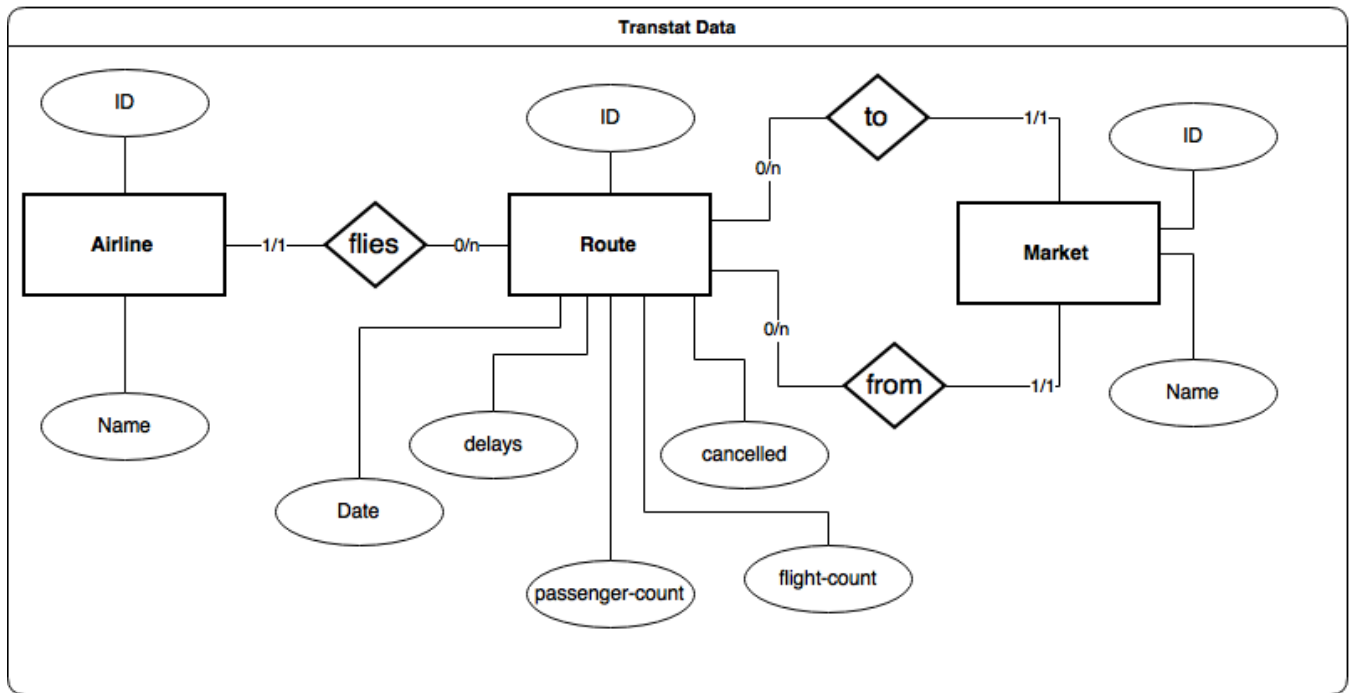 Transtat Data
ID
ID
to
1/1
ID
0/n
Airline
1/1
flies
0/n
Route
Market
0/n
from
1/1
Name
Name
delays
cancelled
Date
passenger-count
flight-count